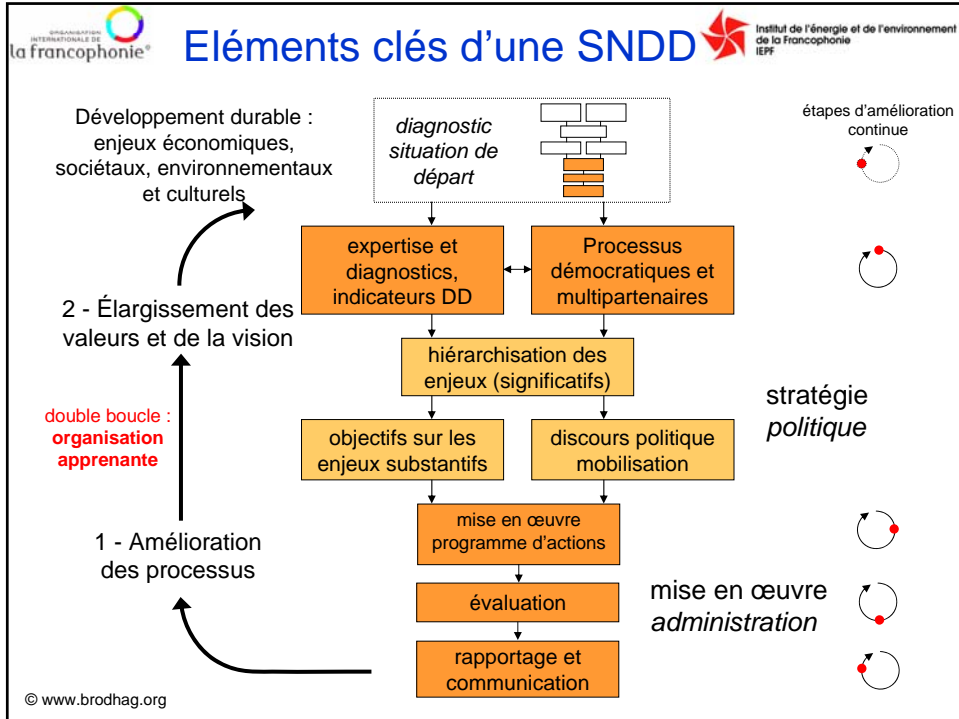 ORGANISATION
INTERNATIONALE DE
la francophonie
Eléments clés d'une SNDD
Institut de l'énergie et de l'environnement
de la Francophonie
IEPF
Développement durable :
enjeux économiques,
sociétaux, environnementaux
et culturels
diagnostic
situation de
départ
étapes d'amélioration
continue
expertise et
diagnostics,
indicateurs DD
Processus
démocratiques et
multipartenaires
2 - Élargissement des
valeurs et de la vision
hiérarchisation des
enjeux (significatifs)
stratégie
politique
double boucle :
organisation
apprenante
objectifs sur les
enjeux substantifs
discours politique
mobilisation
mise en œuvre
programme d'actions
1 - Amélioration
des processus
évaluation
mise en œuvre
administration
rapportage et
communication
© www.brodhag.org